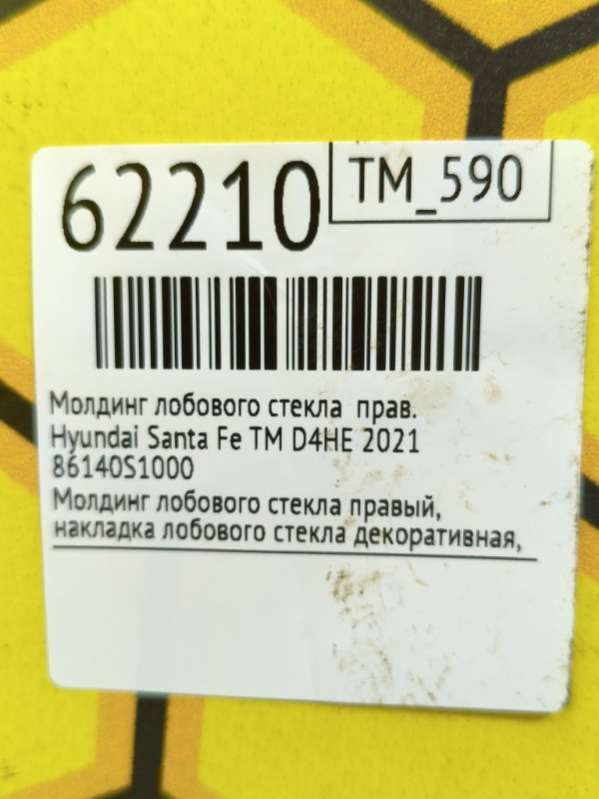 62210
TM_590
Молдинг лобового стекла прав.
Hyundai Santa Fe TM D4HE 2021
86140S1000
Молдинг лобового стекла правый,
накладка лобового стекла декоративная,